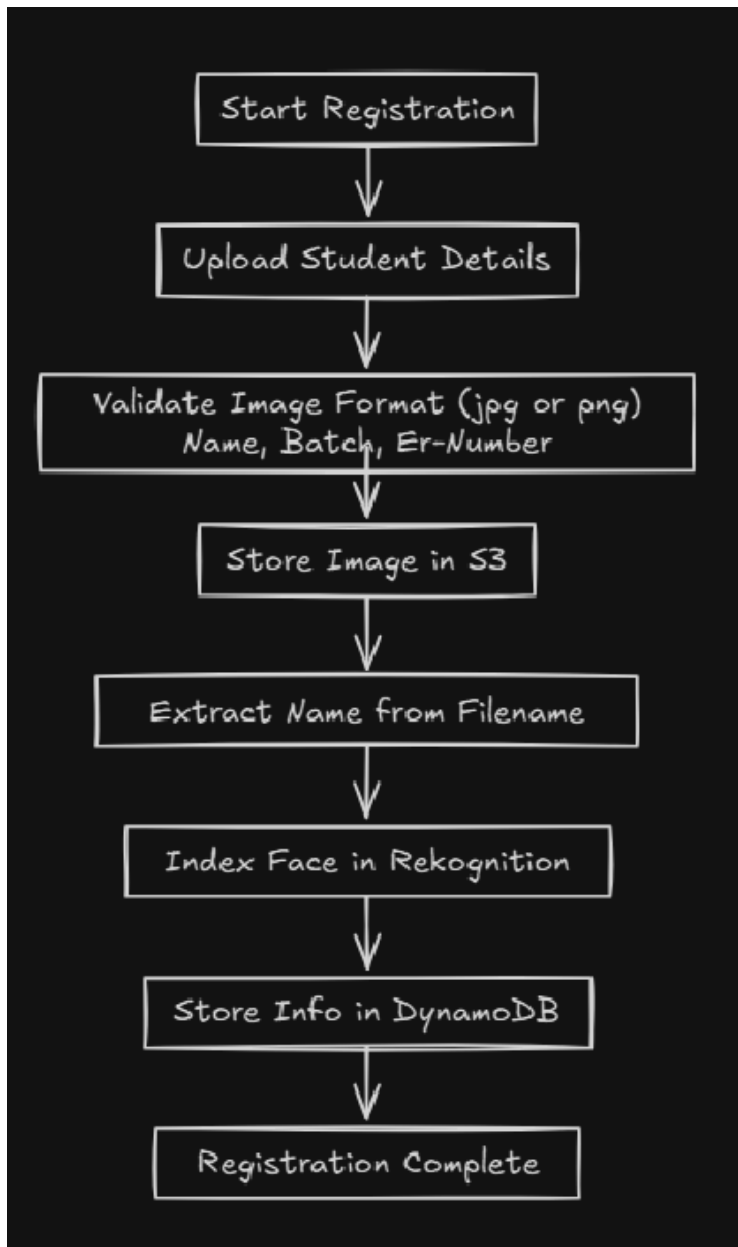 Start Registration
Upload Student Details
Validate Image Format (jpg or png)
Name, Batch, Er-Number
Store Image in S3
Extract Name from Filename
Index Face in Rekognition
Store Info in DynamoDB
Registration Complete